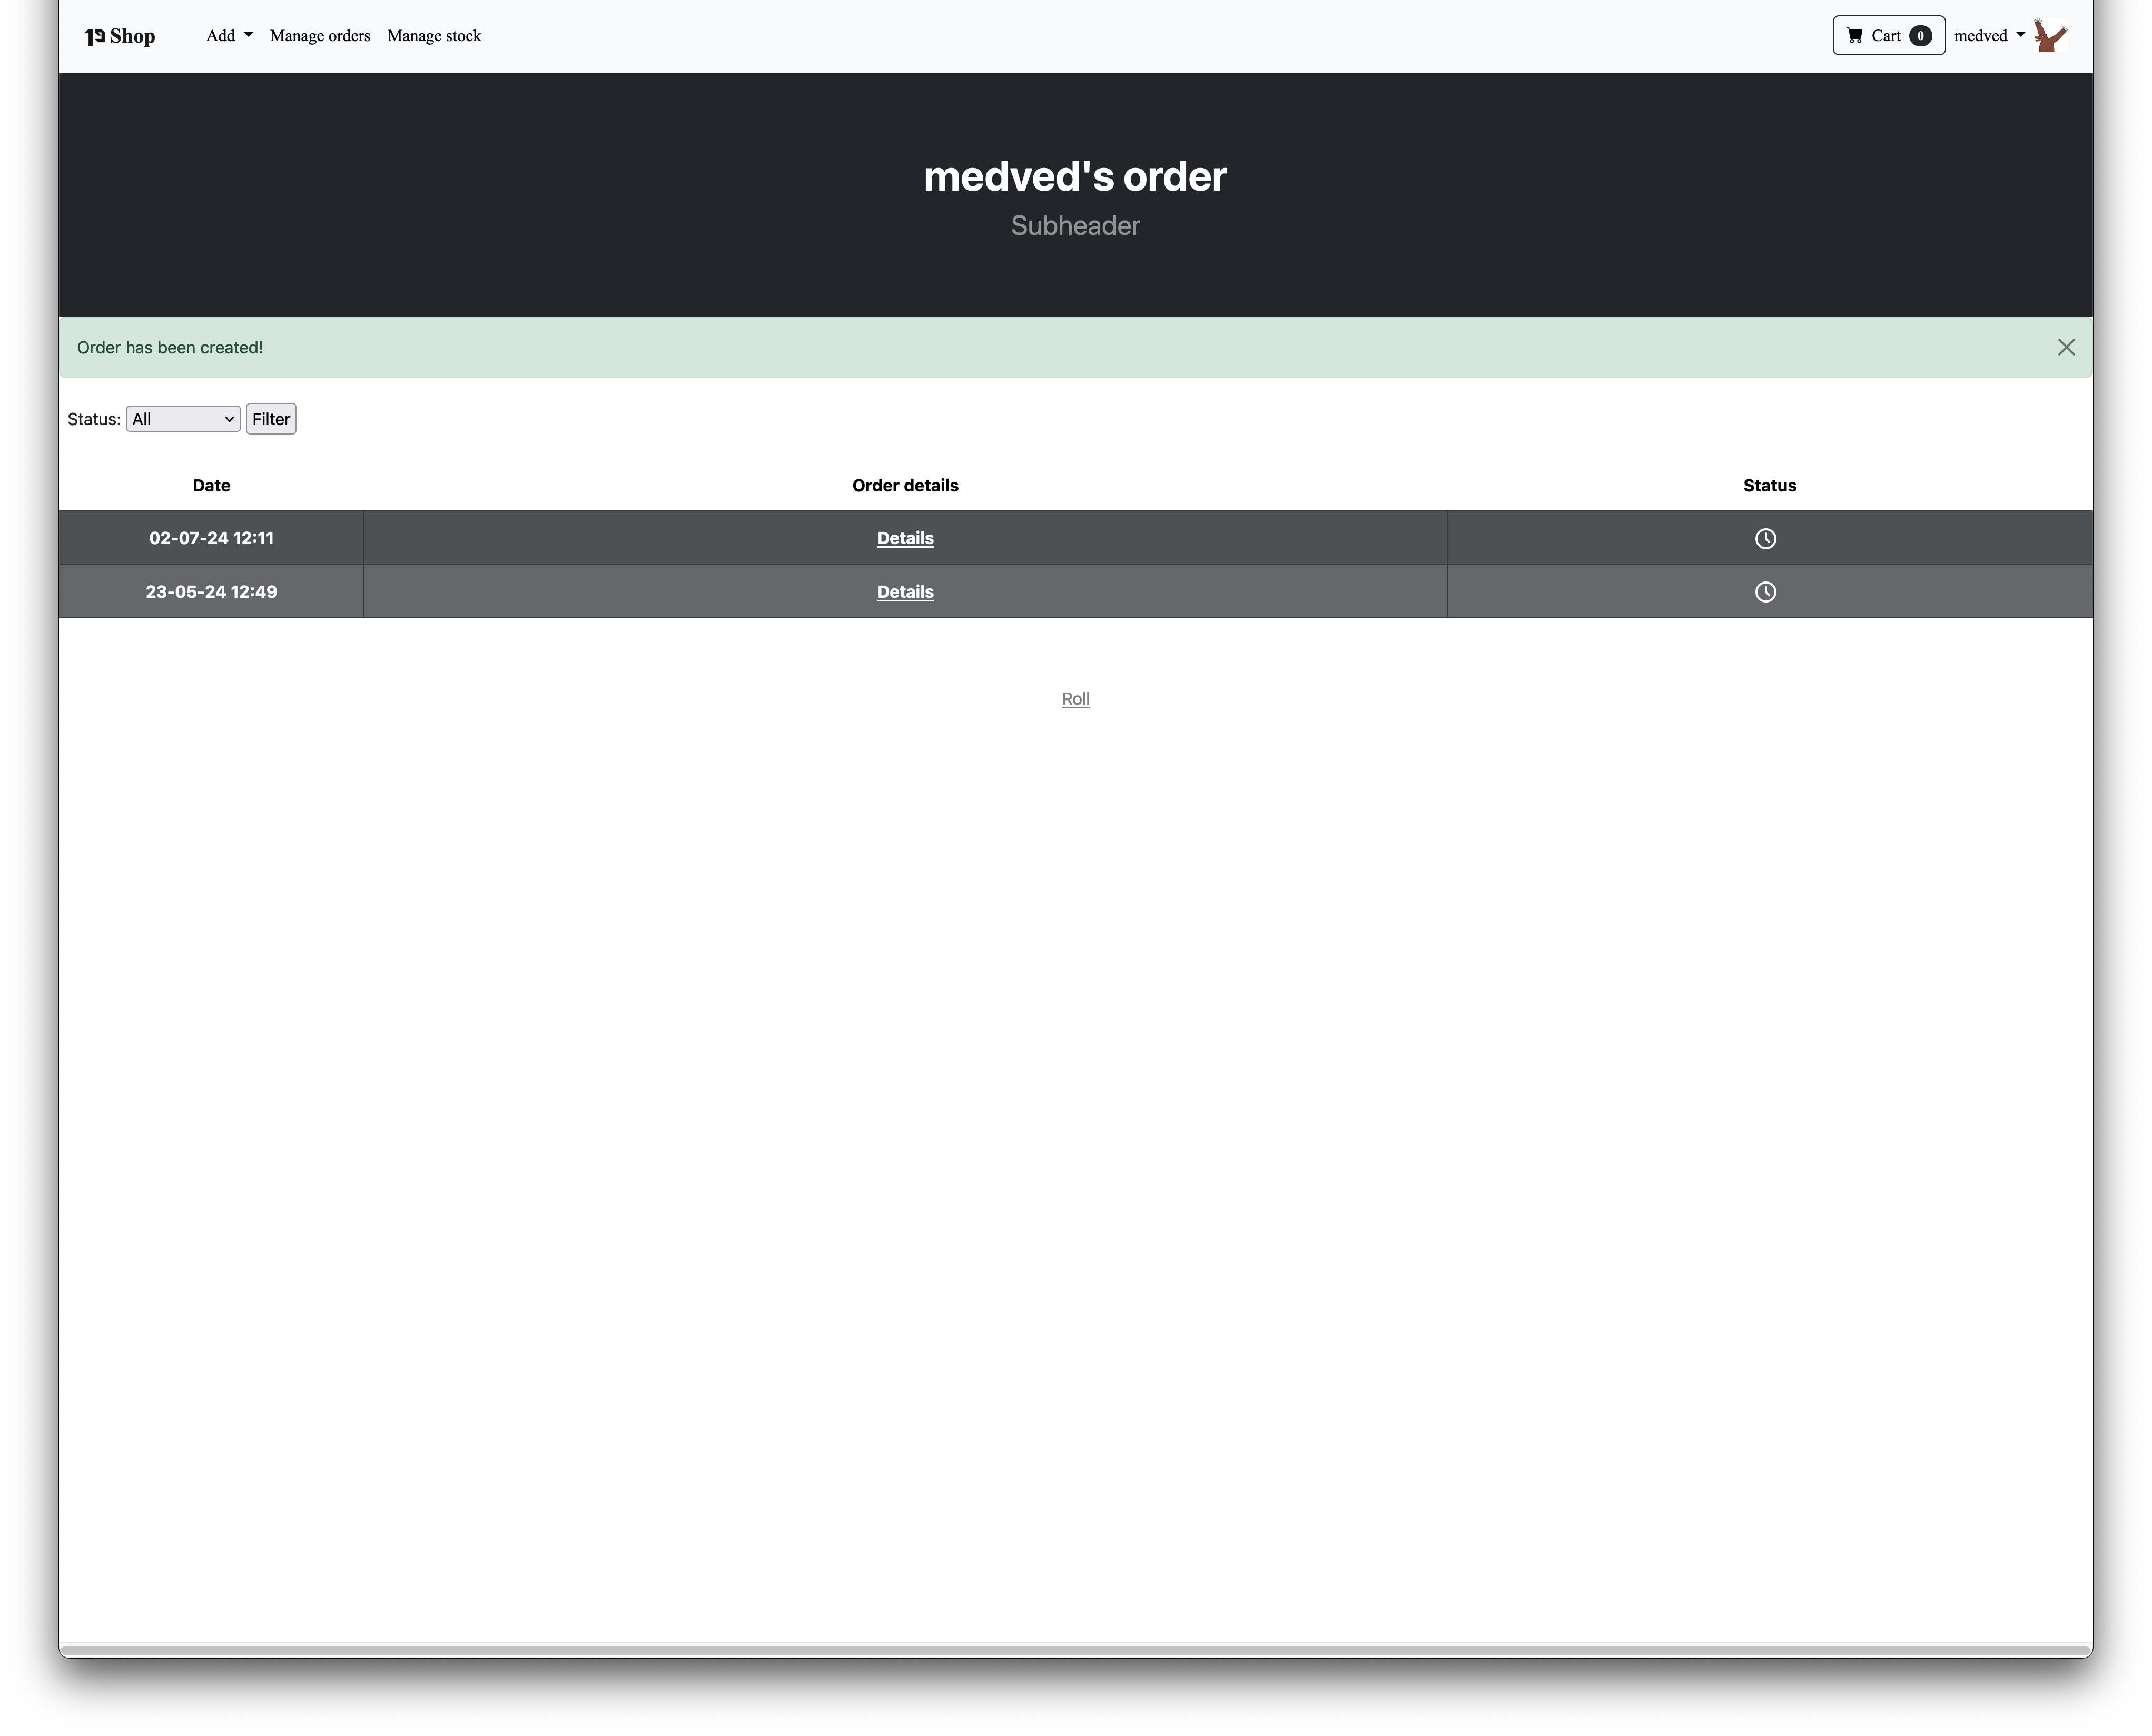 Shop Add Manage orders Manage stock Cart 0 medved
medved's order
Subheader
Order has been created!
Status: All Filter
Date Order details Status
02-07-24 12:11 Details
23-05-24 12:49 Details
Roll